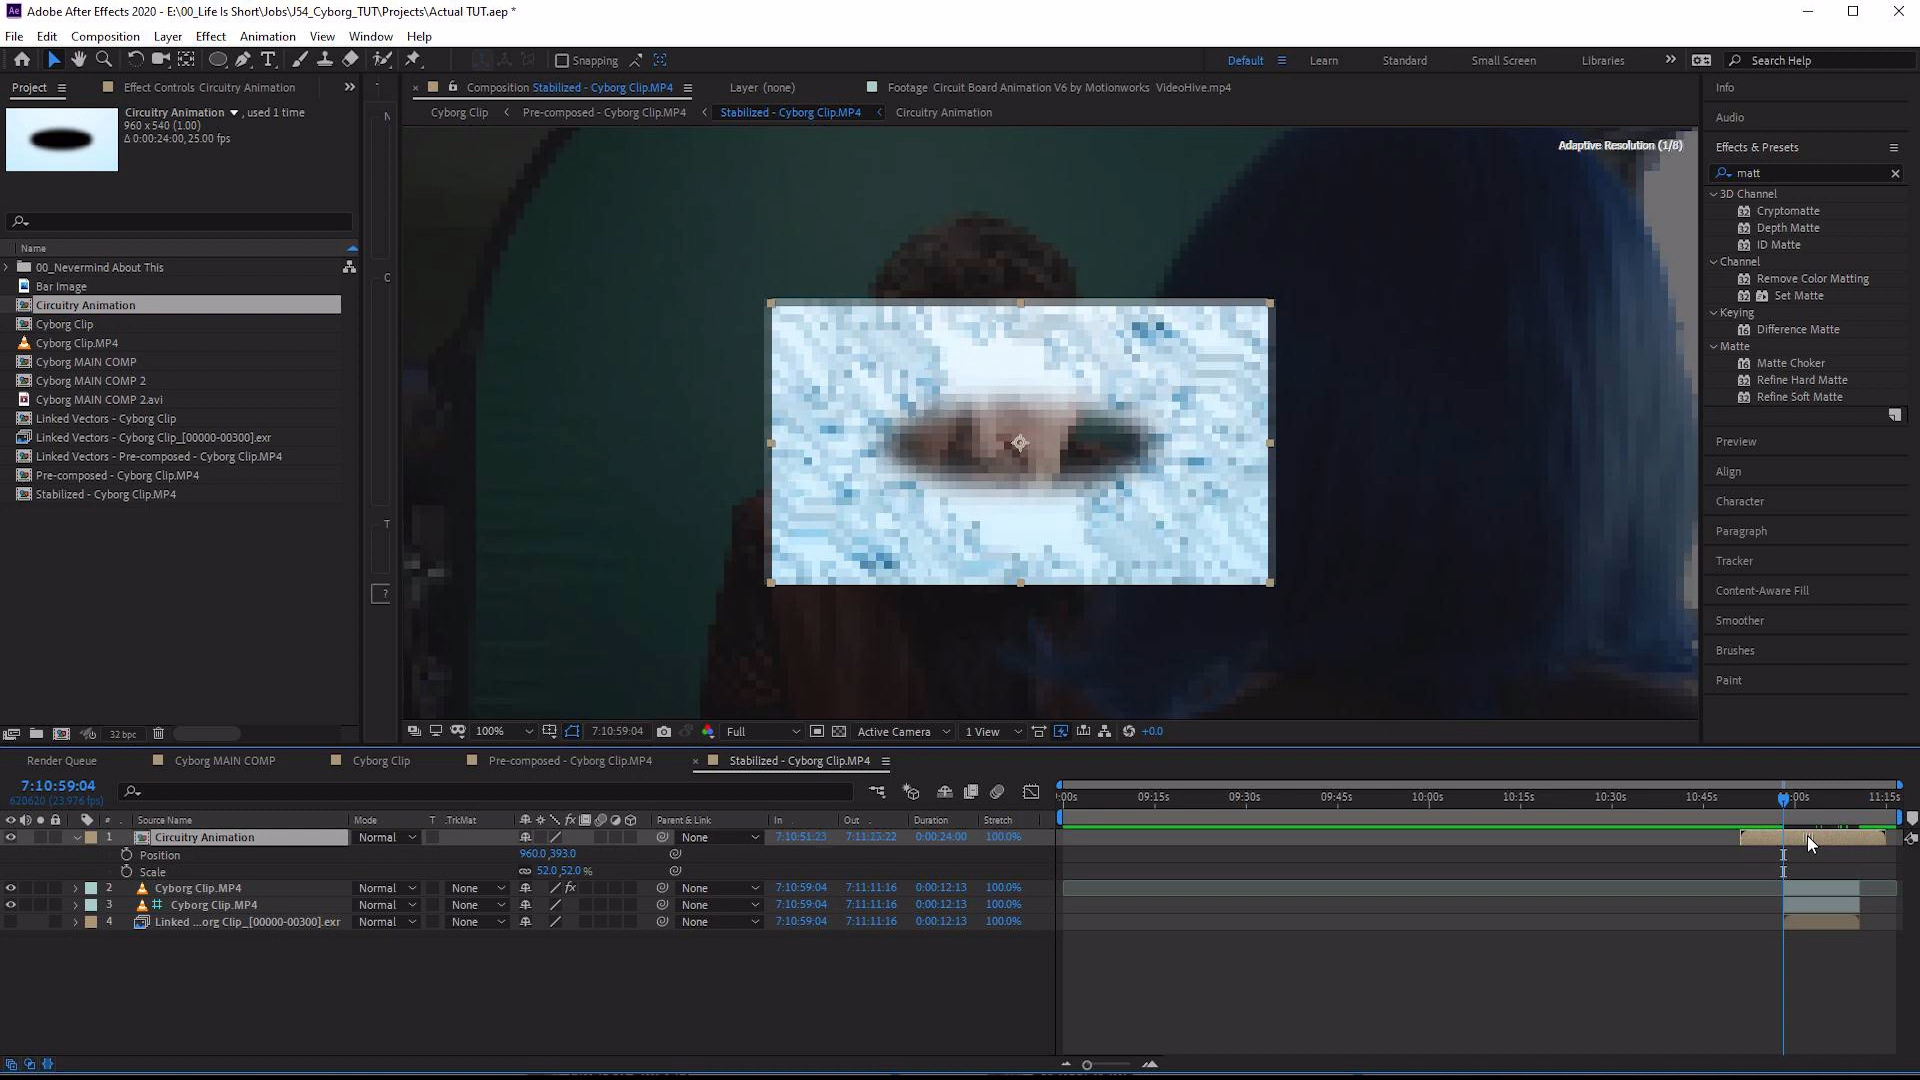 Adobe After Effects 2020 - E:\00_Life Is Short\Jobs\J54_Cyborg_TUT\Projects\Actual TUT.aep *
File Edit Composition Layer Effect Animation View Window Help
Snapping
Default Learn Standard Small Screen Libraries Search Help
Project Effect Controls Circuitry Animation
Composition Stabilized - Cyborg Clip.MP4 Layer (none) Footage Circuit Board Animation V6 by Motionworks VideoHive.mp4
Cyborg Clip Pre-composed - Cyborg Clip.MP4 Stabilized - Cyborg Clip.MP4 Circuitry Animation
Circuitry Animation , used 1 time
960 x 540 (1.00)
Δ 0:00:24:00, 25.00 fps
Adaptive Resolution (1/8)
Info
Audio
Effects & Presets
matt
3D Channel
Cryptomatte
Depth Matte
ID Matte
Channel
Remove Color Matting
Set Matte
Keying
Difference Matte
Matte
Matte Choker
Refine Hard Matte
Refine Soft Matte
Preview
Align
Character
Paragraph
Tracker
Content-Aware Fill
Smoother
Brushes
Paint
Name
00_Nevermind About This
Bar Image
Circuitry Animation
Cyborg Clip
Cyborg Clip.MP4
Cyborg MAIN COMP
Cyborg MAIN COMP 2
Cyborg MAIN COMP 2.avi
Linked Vectors - Cyborg Clip
Linked Vectors - Cyborg Clip_[00000-00300].exr
Linked Vectors - Pre-composed - Cyborg Clip.MP4
Pre-composed - Cyborg Clip.MP4
Stabilized - Cyborg Clip.MP4
32 bpc
100% 7:10:59:04 Full Active Camera 1 View +0.0
Render Queue Cyborg MAIN COMP Cyborg Clip Pre-composed - Cyborg Clip.MP4 Stabilized - Cyborg Clip.MP4
7:10:59:04
620620 (23.976 fps)
:00s 09:15s 09:30s 09:45s 10:00s 10:15s 10:30s 10:45s :00s 11:15s
# Source Name Mode T .TrkMat Parent & Link In Out Duration Stretch
1 Circuitry Animation Normal None 7:10:51:23 7:11:15:22 0:00:24:00 100.0%
Position 960.0,393.0
Scale 52.0,52.0 %
2 Cyborg Clip.MP4 Normal None None 7:10:59:04 7:11:11:16 0:00:12:13 100.0%
3 Cyborg Clip.MP4 Normal None None 7:10:59:04 7:11:11:16 0:00:12:13 100.0%
4 Linked ...org Clip_[00000-00300].exr Normal None None 7:10:59:04 7:11:11:16 0:00:12:13 100.0%